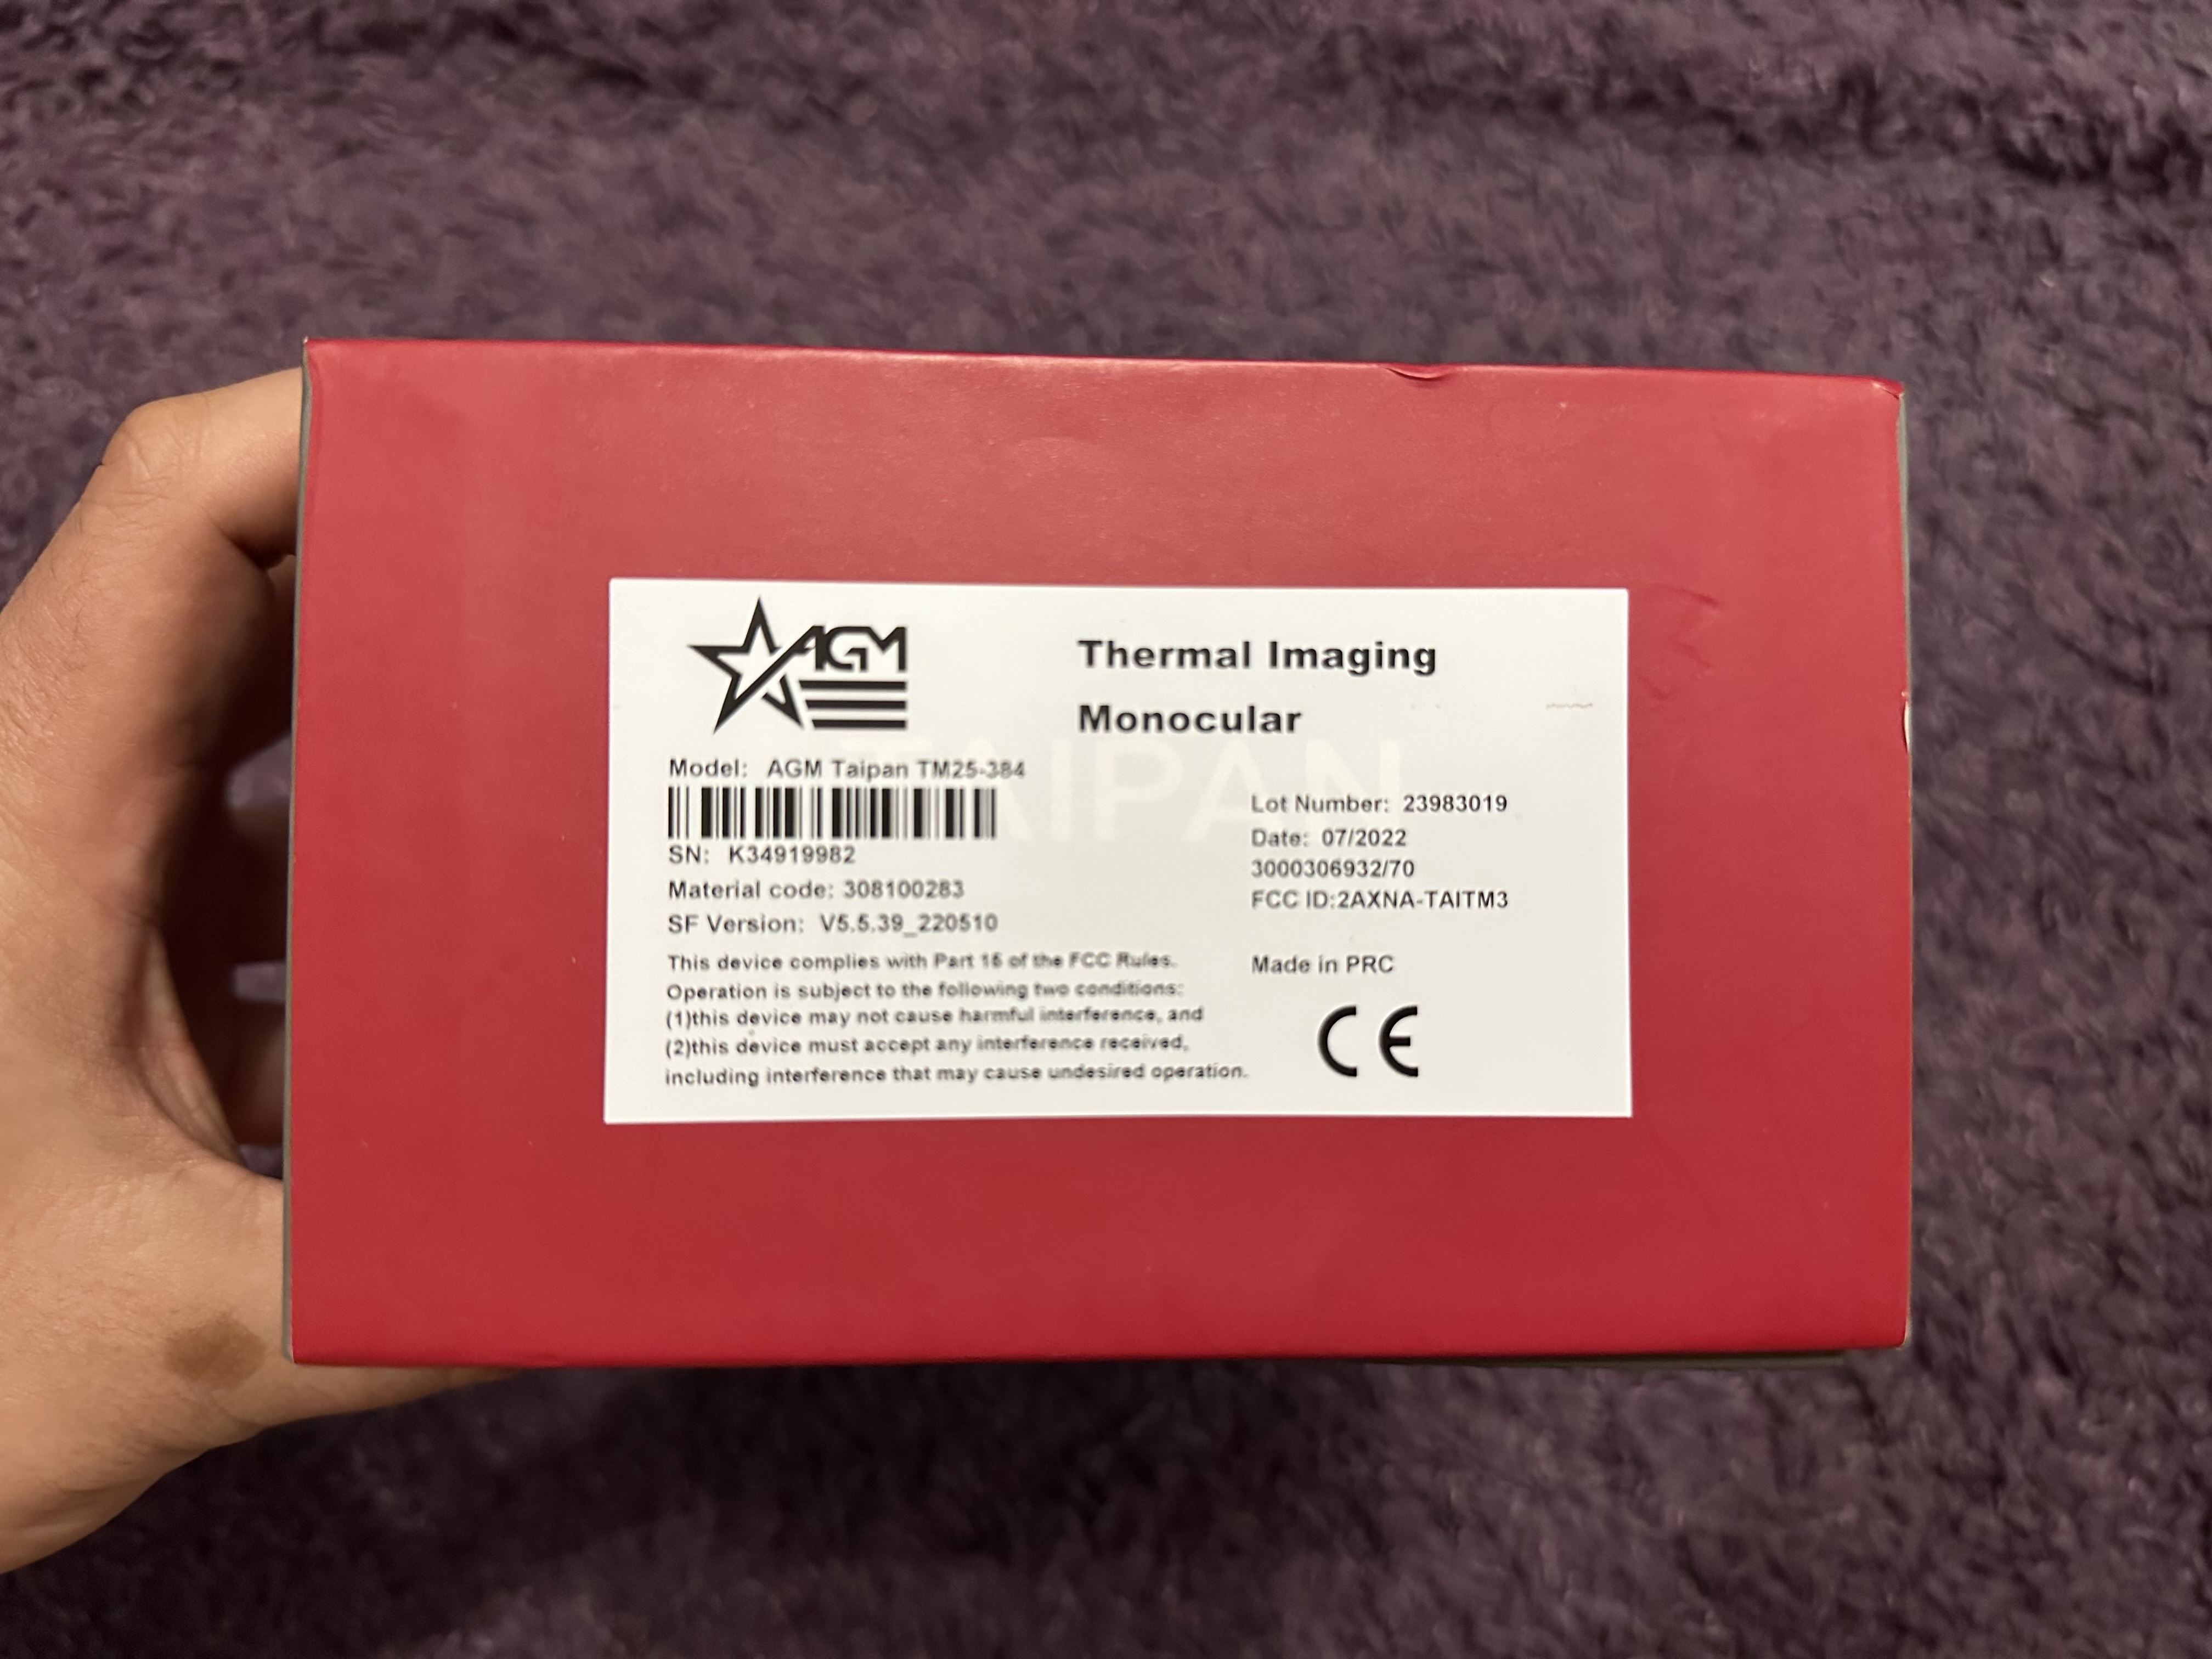 AGM
Thermal Imaging
Monocular
TAIPAN
Model: AGM Taipan TM25-384
SN: K34919982
Material code: 308100283
SF Version: V5.5.39_220510
Lot Number: 23983019
Date: 07/2022
3000306932/70
FCC ID:2AXNA-TAITM3
This device complies with Part 15 of the FCC Rules.
Operation is subject to the following two conditions:
(1)this device may not cause harmful interference, and
(2)this device must accept any interference received,
including interference that may cause undesired operation.
Made in PRC
CE